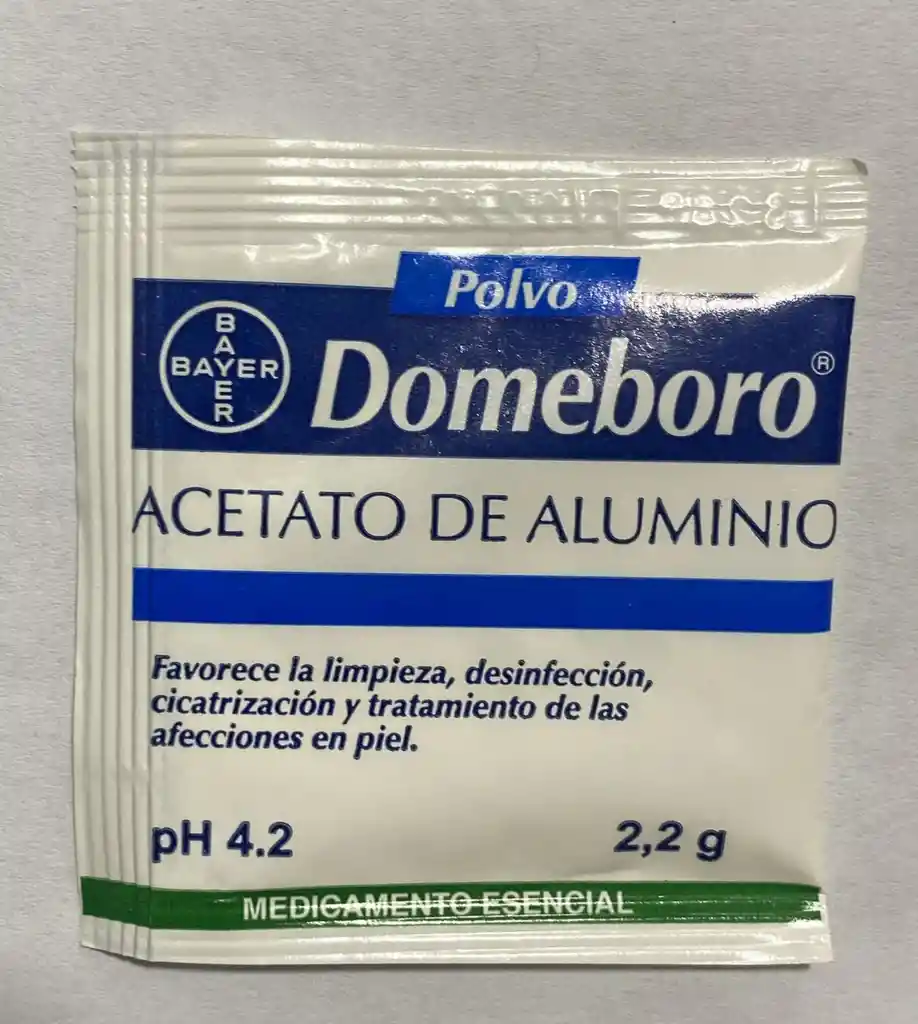 Polvo
BAYER
BAYER
Domeboro®
ACETATO DE ALUMINIO
Favorece la limpieza, desinfección,
cicatrización y tratamiento de las
afecciones en piel.
pH 4.2
2,2 g
MEDICAMENTO ESENCIAL